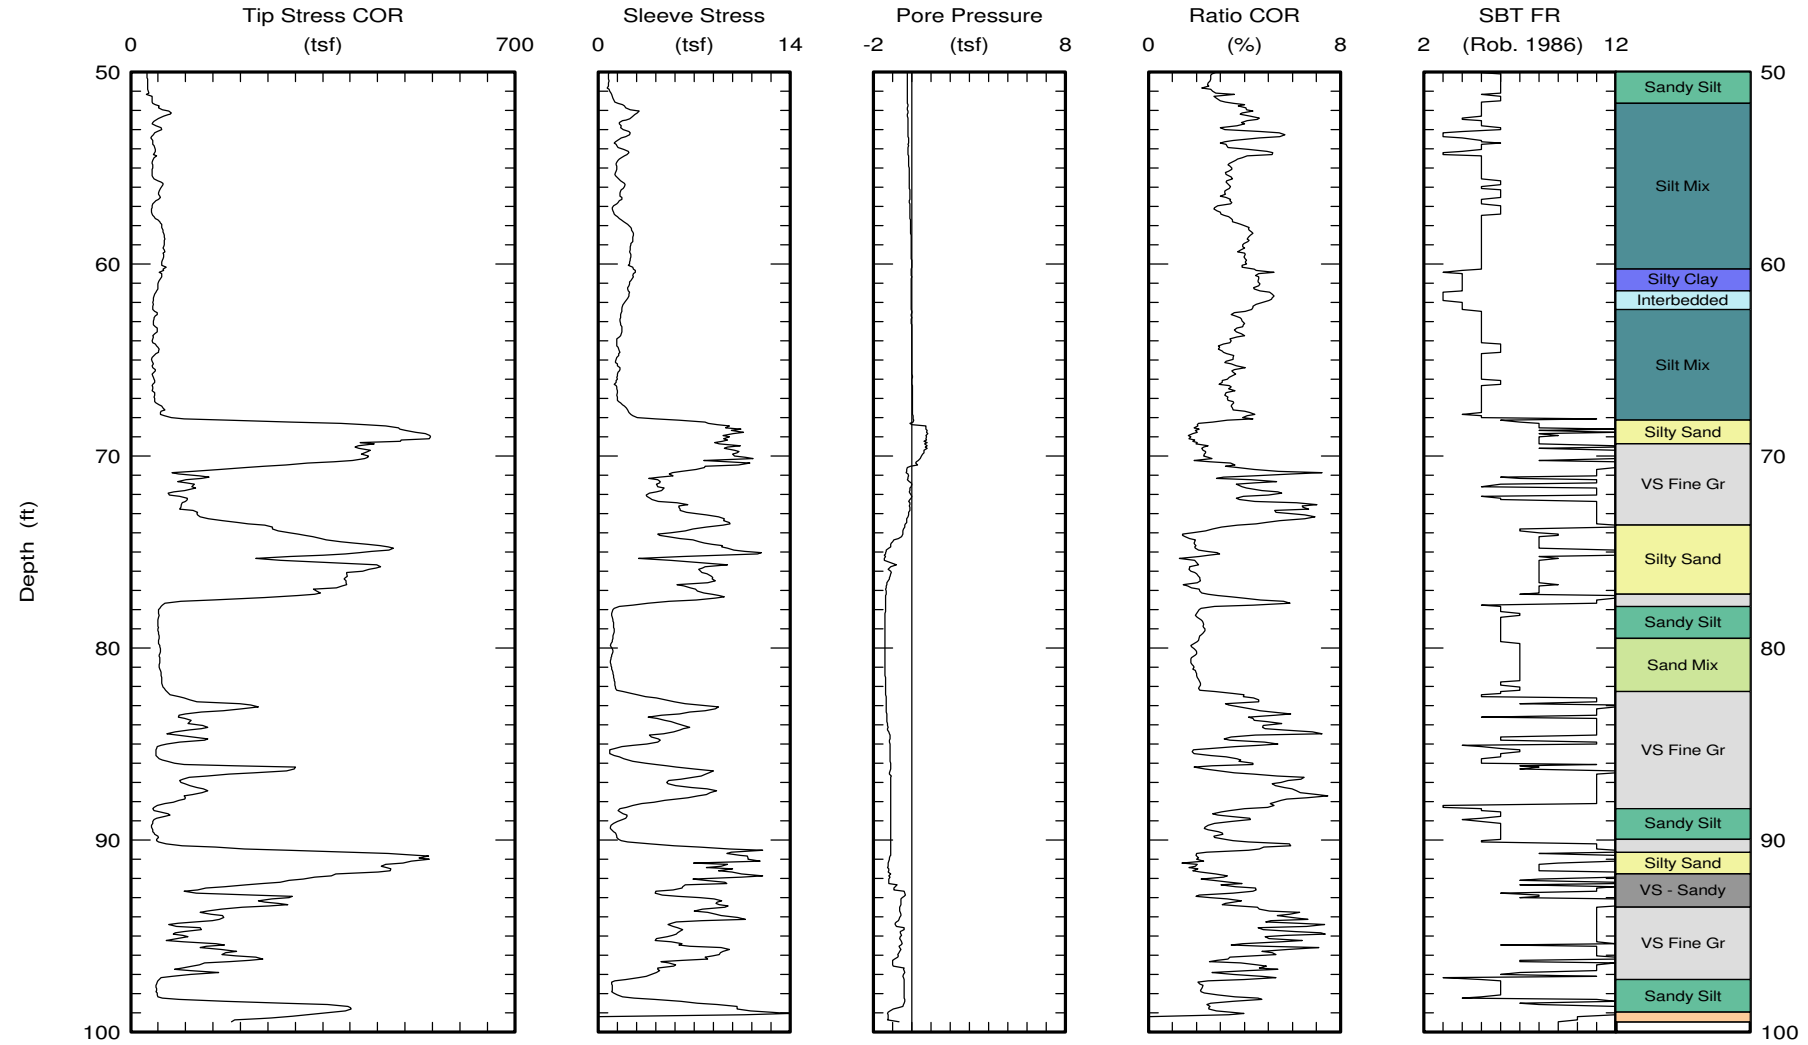 Tip Stress COR Sleeve Stress Pore Pressure Ratio COR SBT FR
0 (tsf) 700 0 (tsf) 14 -2 (tsf) 8 0 (%) 8 2 (Rob. 1986) 12
50 50
Sandy Silt
Silt Mix
60 60
Silty Clay
Interbedded
Silt Mix
Silty Sand
70 70
VS Fine Gr
Depth (ft)
Silty Sand
Sandy Silt
80 80
Sand Mix
VS Fine Gr
Sandy Silt
90 90
Silty Sand
VS - Sandy
VS Fine Gr
Sandy Silt
100 100